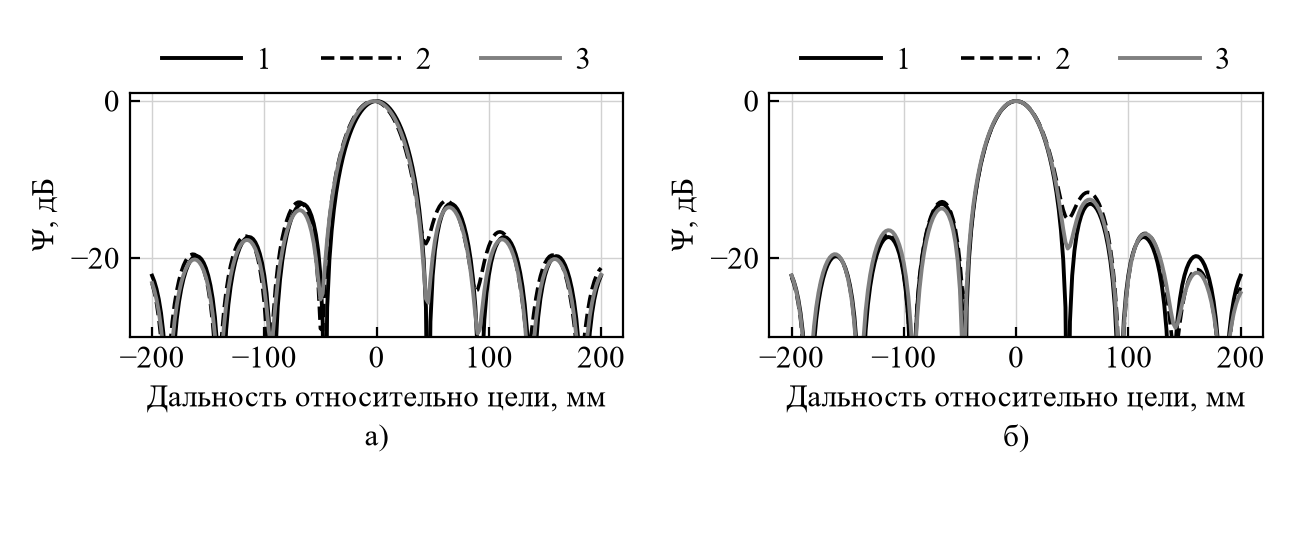 1 2 3
0
−20
Ψ, дБ
−200 −100 0 100 200
Дальность относительно цели, мм
а)
1 2 3
0
−20
Ψ, дБ
−200 −100 0 100 200
Дальность относительно цели, мм
б)